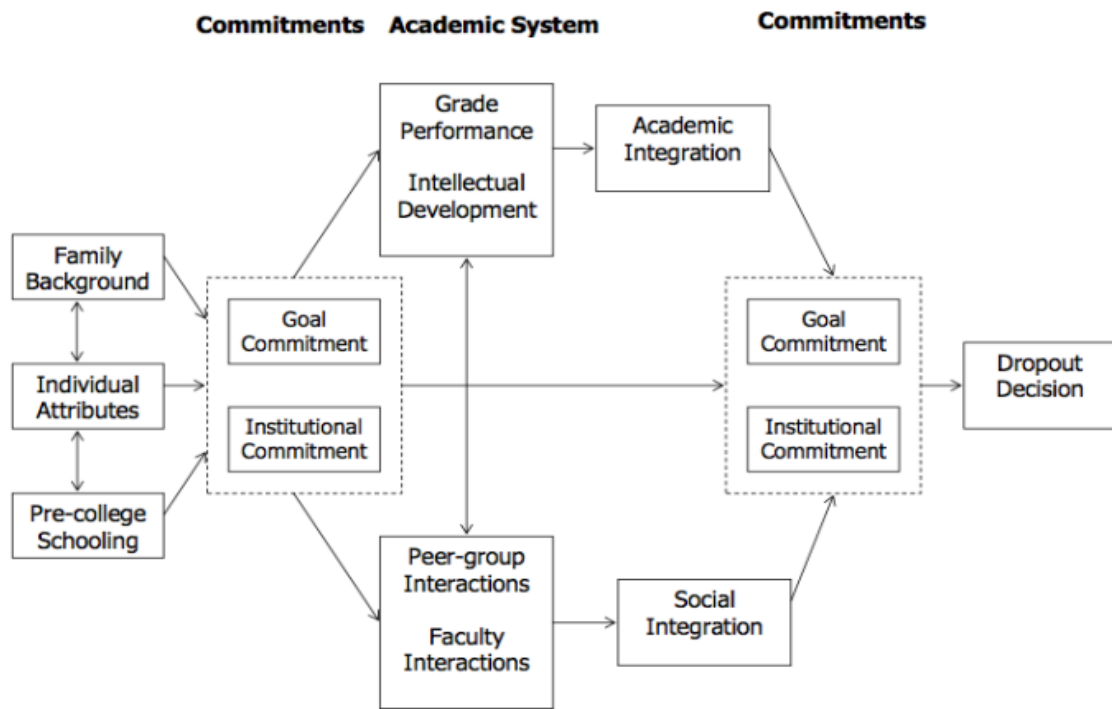 Commitments
Academic System
Commitments
Grade
Performance
Intellectual
Development
Academic
Integration
Family
Background
Individual
Attributes
Pre-college
Schooling
Goal
Commitment
Institutional
Commitment
Goal
Commitment
Institutional
Commitment
Dropout
Decision
Peer-group
Interactions
Faculty
Interactions
Social
Integration